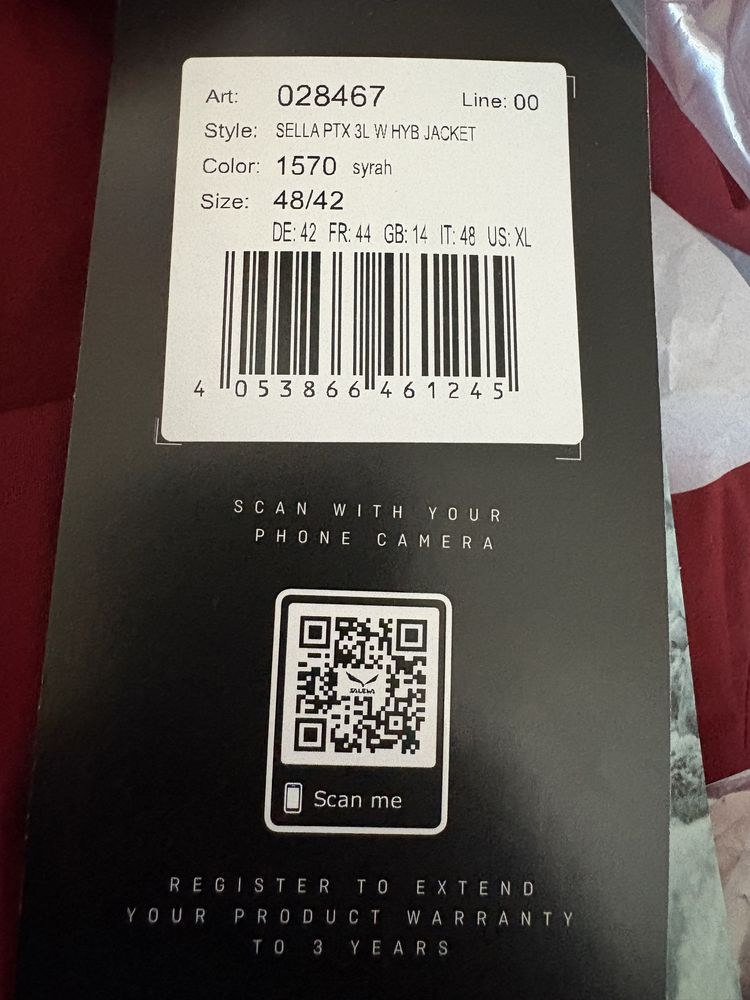 Art: 028467 Line: 00
Style: SELLA PTX 3L W HYB JACKET
Color: 1570 syrah
Size: 48/42
DE: 42 FR: 44 GB: 14 IT: 48 US: XL
4 053866 461245
SCAN WITH YOUR
PHONE CAMERA
SALEWA
Scan me
REGISTER TO EXTEND
YOUR PRODUCT WARRANTY
TO 3 YEARS